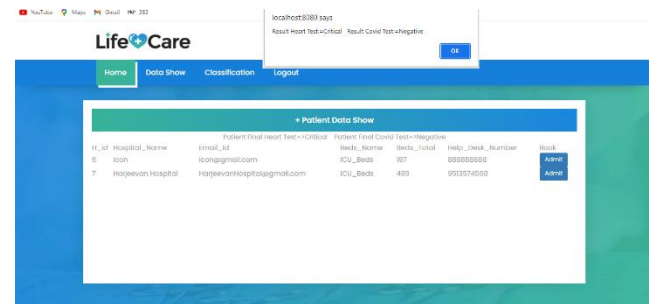 YouTube Maps Gmail 282
localhost:8080 says
Result Heart Test:=Critical Result Covid Test:=Negative
OK
Life Care
Home Data Show Classification Logout
+ Patient Data Show
Patient Final Heart Test:=Critical Patient Final Covid Test:=Negative
H_id Hospital_Name Email_Id Beds_Name Beds_Total Help_Desk_Number Book
6 icon icon@gmail.com ICU_Beds 197 888888888 Admit
7 Harjeevan Hospital HarjeevanHospital@gmail.com ICU_Beds 499 9513574560 Admit